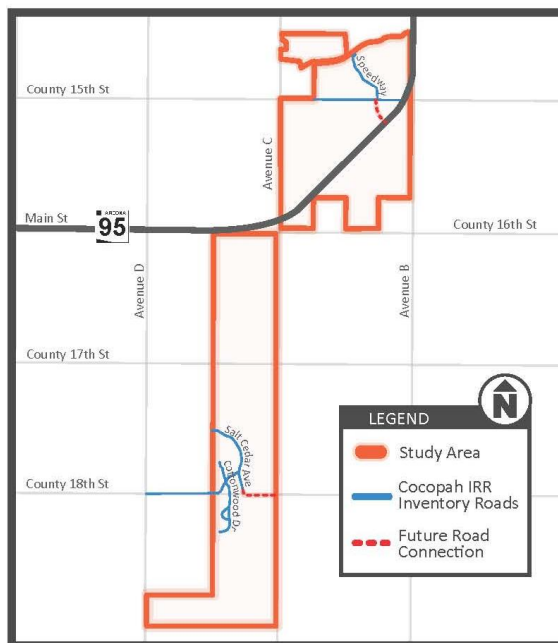 Speedway
County 15th St
Avenue C
Main St
ARIZONA
95
County 16th St
Avenue D
Avenue B
County 17th St
Salt Cedar Ave
Cottonwood Dr
County 18th St
N
LEGEND
Study Area
Cocopah IRR
Inventory Roads
Future Road
Connection